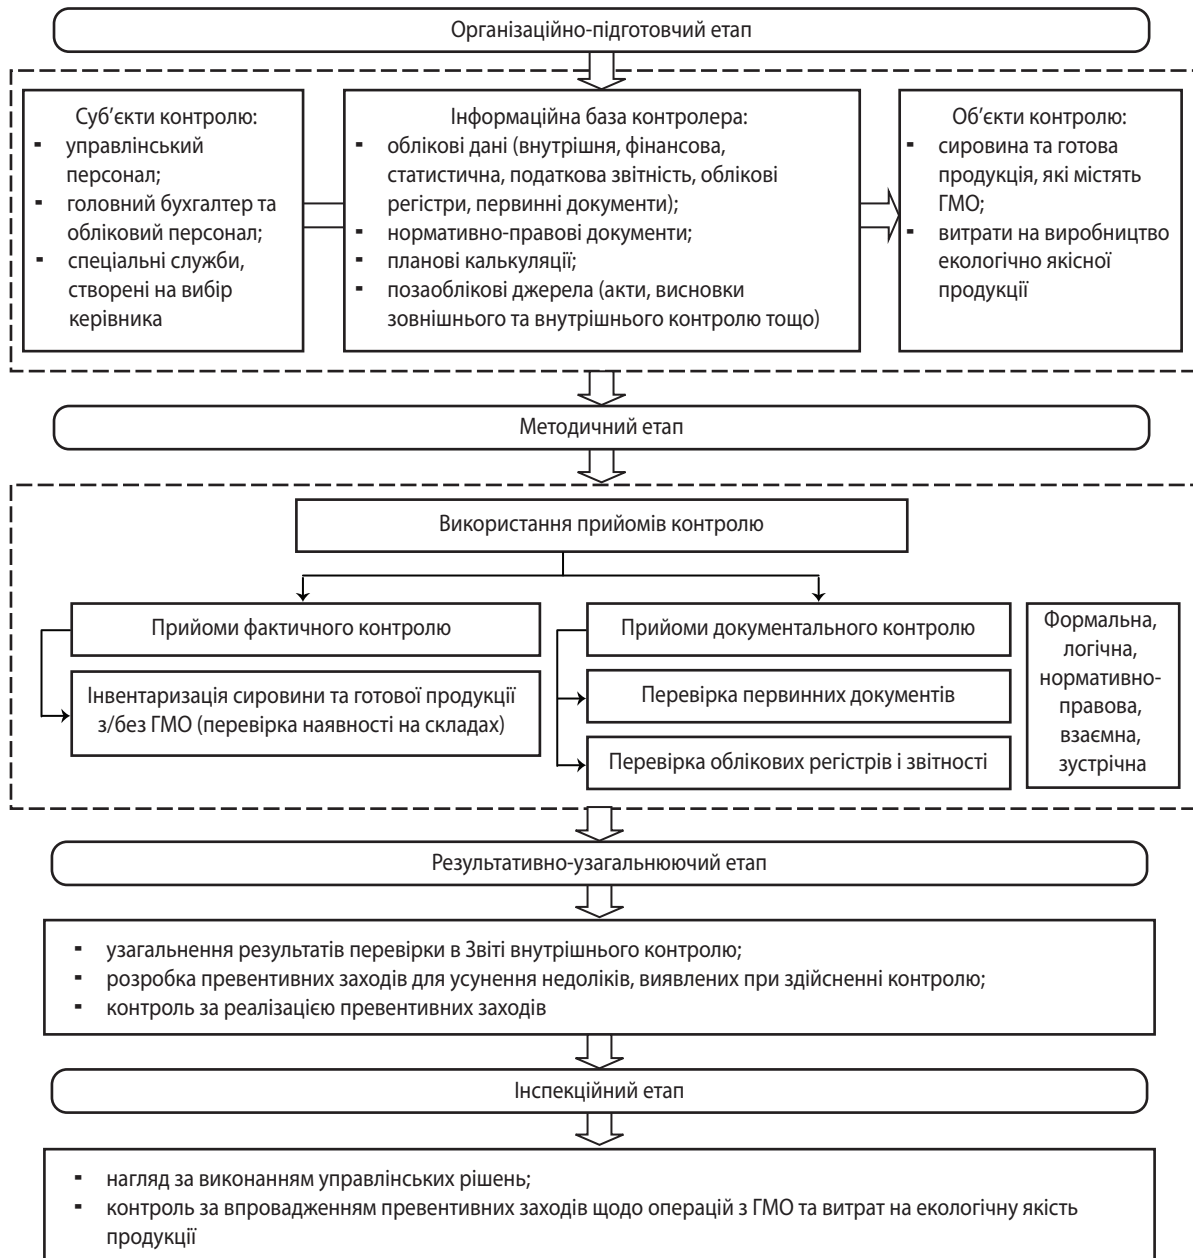 Організаційно-підготовчий етап
Суб’єкти контролю:
▪ управлінський
персонал;
▪ головний бухгалтер та
обліковий персонал;
▪ спеціальні служби,
створені на вибір
керівника
Інформаційна база контролера:
▪ облікові дані (внутрішня, фінансова,
статистична, податкова звітність, облікові
регістри, первинні документи);
▪ нормативно-правові документи;
▪ планові калькуляції;
▪ позаоблікові джерела (акти, висновки
зовнішнього та внутрішнього контролю тощо)
Об’єкти контролю:
▪ сировина та готова
продукція, які містять
ГМО;
▪ витрати на виробництво
екологічно якісної
продукції
Методичний етап
Використання прийомів контролю
Прийоми фактичного контролю
Інвентаризація сировини та готової продукції
з/без ГМО (перевірка наявності на складах)
Прийоми документального контролю
Перевірка первинних документів
Перевірка облікових регістрів і звітності
Формальна,
логічна,
нормативно-
правова,
взаємна,
зустрічна
Результативно-узагальнюючий етап
▪ узагальнення результатів перевірки в Звіті внутрішнього контролю;
▪ розробка превентивних заходів для усунення недоліків, виявлених при здійсненні контролю;
▪ контроль за реалізацією превентивних заходів
Інспекційний етап
▪ нагляд за виконанням управлінських рішень;
▪ контроль за впровадженням превентивних заходів щодо операцій з ГМО та витрат на екологічну якість
продукції